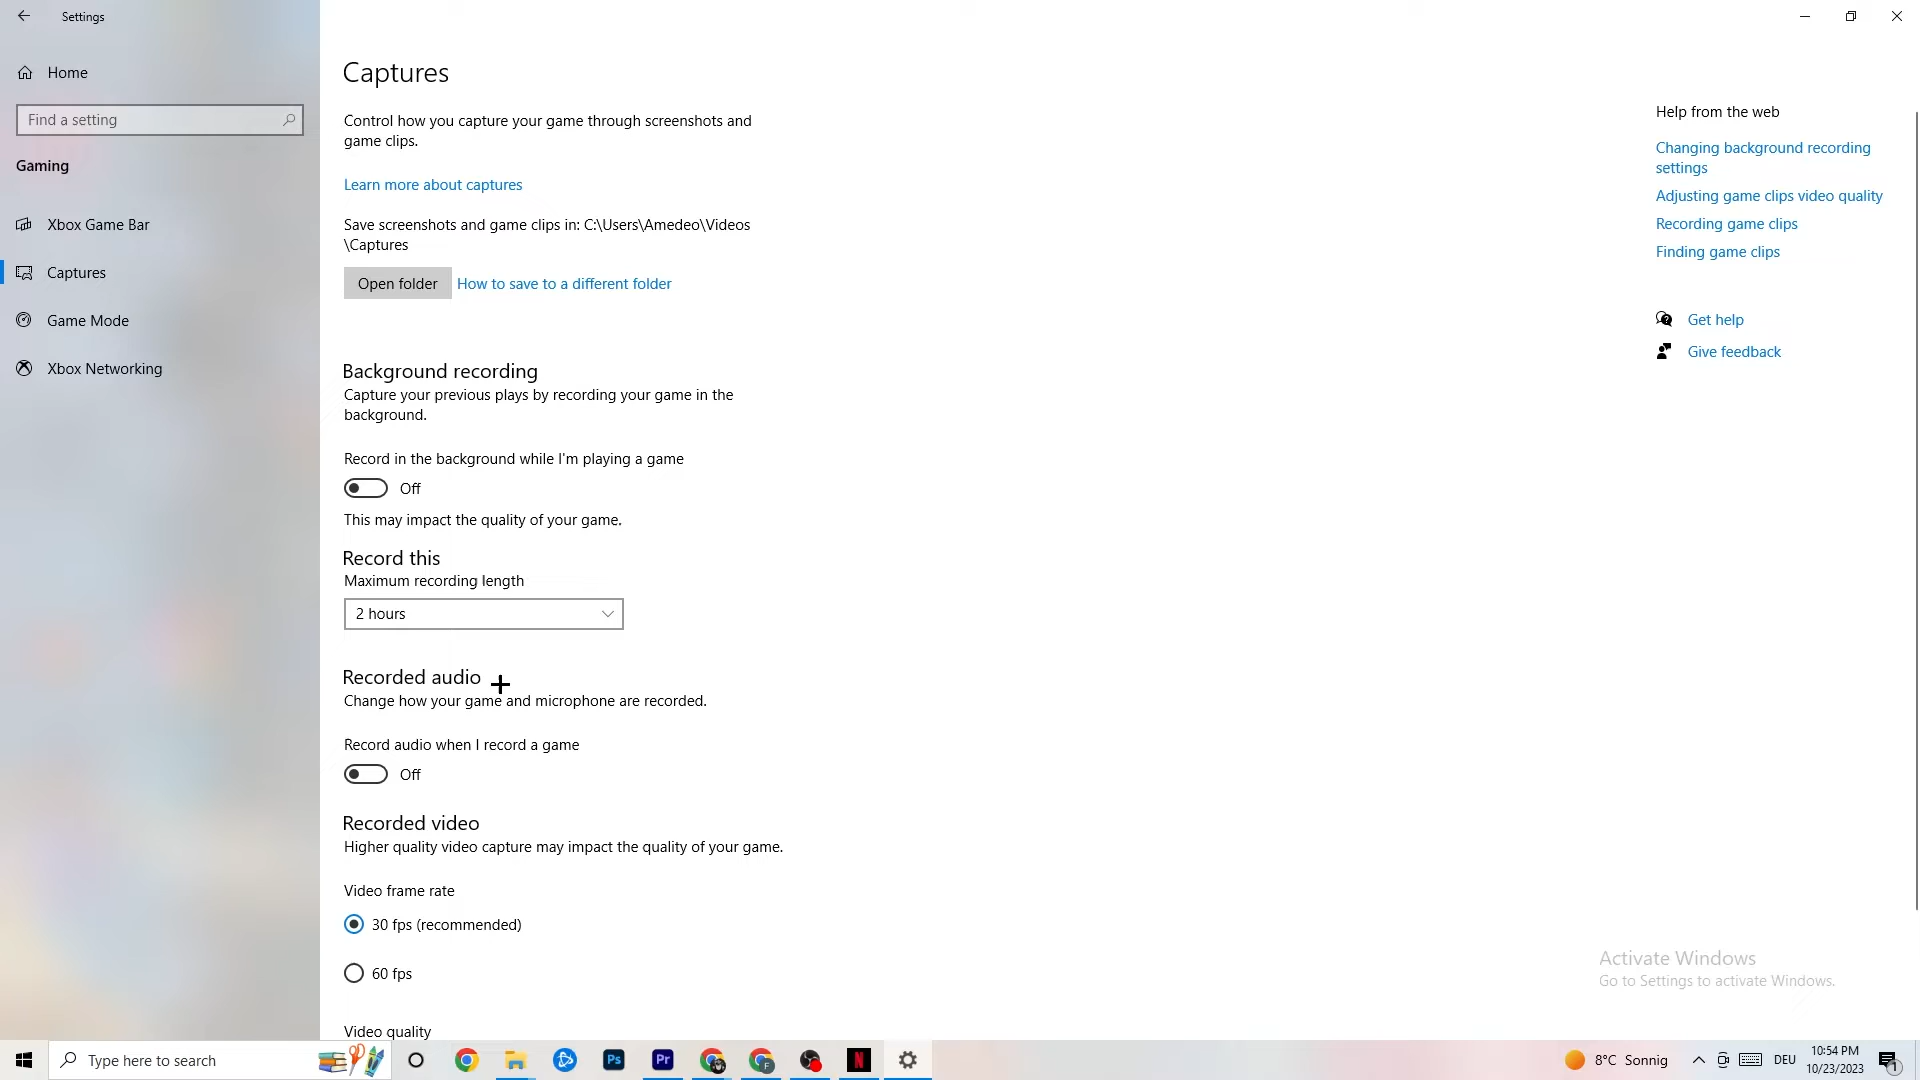 Settings
Home
Find a setting
Gaming
Xbox Game Bar
Captures
Game Mode
Xbox Networking
Captures
Control how you capture your game through screenshots and
game clips.
Learn more about captures
Save screenshots and game clips in: C:\Users\Amedeo\Videos
\Captures
Open folder
How to save to a different folder
Background recording
Capture your previous plays by recording your game in the
background.
Record in the background while I'm playing a game
Off
This may impact the quality of your game.
Record this
Maximum recording length
2 hours
Recorded audio
Change how your game and microphone are recorded.
Record audio when I record a game
Off
Recorded video
Higher quality video capture may impact the quality of your game.
Video frame rate
30 fps (recommended)
60 fps
Video quality
Help from the web
Changing background recording
settings
Adjusting game clips video quality
Recording game clips
Finding game clips
Get help
Give feedback
Activate Windows
Go to Settings to activate Windows.
Type here to search
Ps
Pr
F
N
8°C Sonnig
DEU
10:54 PM
10/23/2023
1